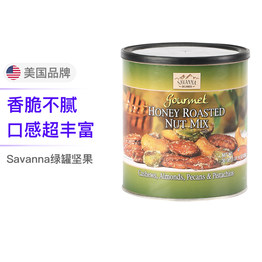 美国品牌
香脆不腻
口感超丰富
Savanna绿罐坚果
SAVANNA
Gourmet
HONEY ROASTED
NUT MIX
Cashews, Almonds, Pecans & Pistachios